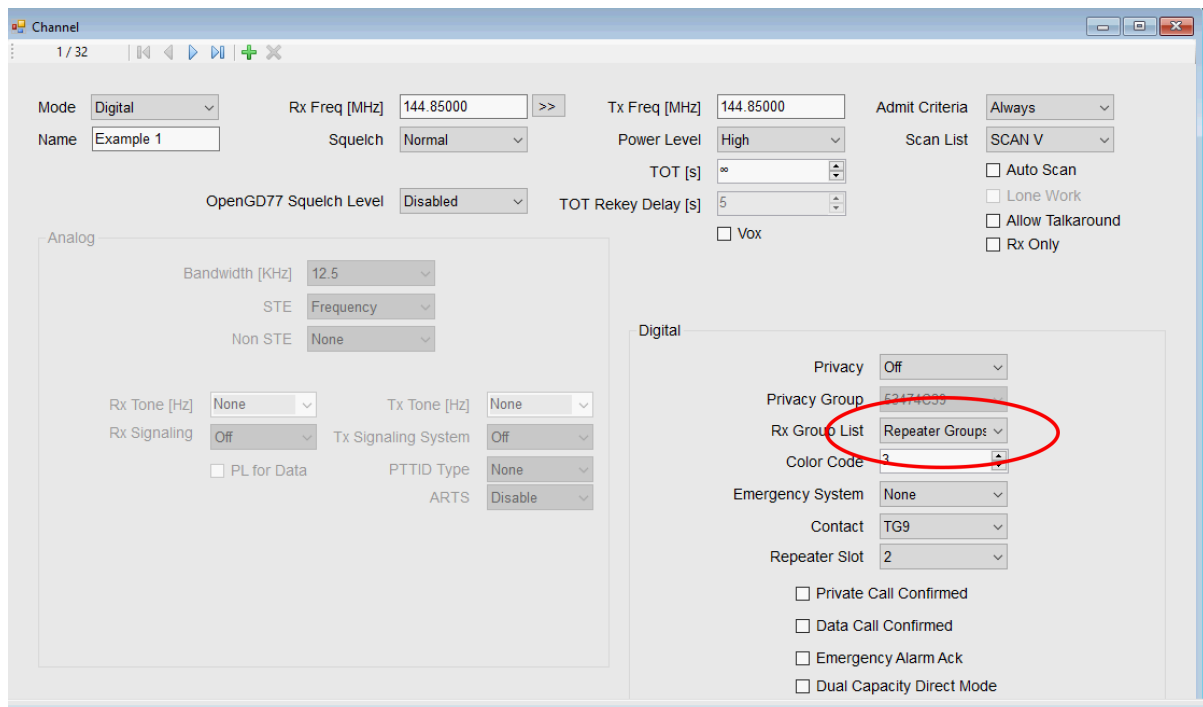 Channel
1 / 32
Mode Digital Rx Freq [MHz] 144.85000 >> Tx Freq [MHz] 144.85000 Admit Criteria Always
Name Example 1 Squelch Normal Power Level High Scan List SCAN V
TOT [s] ∞ Auto Scan
OpenGD77 Squelch Level Disabled TOT Rekey Delay [s] 5 Lone Work
Allow Talkaround
Vox Rx Only
Analog
Bandwidth [KHz] 12.5
STE Frequency
Non STE None
Rx Tone [Hz] None Tx Tone [Hz] None
Rx Signaling Off Tx Signaling System Off
PL for Data PTTID Type None
ARTS Disable
Digital
Privacy Off
Privacy Group 53474C39
Rx Group List Repeater Groups
Color Code 3
Emergency System None
Contact TG9
Repeater Slot 2
Private Call Confirmed
Data Call Confirmed
Emergency Alarm Ack
Dual Capacity Direct Mode